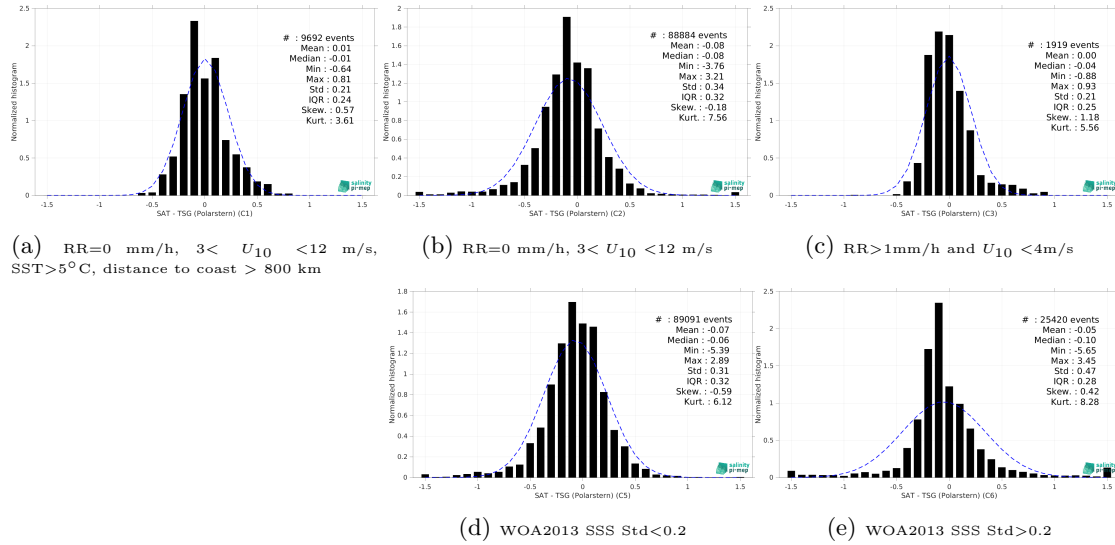 2.5
2
1.5
1
0.5
0
Normalized histogram
# : 9692 events
Mean : 0.01
Median : -0.01
Min : -0.64
Max : 0.81
Std : 0.21
IQR : 0.24
Skew. : 0.57
Kurt. : 3.61
salinity
pi-mep
-1.5 -1 -0.5 0 0.5 1 1.5
SAT - TSG (Polarstern) (C1)
(a) RR=0 mm/h, 3< U10 <12 m/s,
SST>5°C, distance to coast > 800 km
2
1.8
1.6
1.4
1.2
1
0.8
0.6
0.4
0.2
0
Normalized histogram
# : 88884 events
Mean : -0.08
Median : -0.08
Min : -3.76
Max : 3.21
Std : 0.34
IQR : 0.32
Skew. : -0.18
Kurt. : 7.56
salinity
pi-mep
-1.5 -1 -0.5 0 0.5 1 1.5
SAT - TSG (Polarstern) (C2)
(b) RR=0 mm/h, 3< U10 <12 m/s
2.5
2
1.5
1
0.5
0
Normalized histogram
# : 1919 events
Mean : 0.00
Median : -0.04
Min : -0.88
Max : 0.93
Std : 0.21
IQR : 0.25
Skew. : 1.18
Kurt. : 5.56
salinity
pi-mep
-1.5 -1 -0.5 0 0.5 1 1.5
SAT - TSG (Polarstern) (C3)
(c) RR>1mm/h and U10 <4m/s
1.8
1.6
1.4
1.2
1
0.8
0.6
0.4
0.2
0
Normalized histogram
# : 89091 events
Mean : -0.07
Median : -0.06
Min : -5.39
Max : 2.89
Std : 0.31
IQR : 0.32
Skew. : -0.59
Kurt. : 6.12
salinity
pi-mep
-1.5 -1 -0.5 0 0.5 1 1.5
SAT - TSG (Polarstern) (C5)
(d) WOA2013 SSS Std<0.2
2.5
2
1.5
1
0.5
0
Normalized histogram
# : 25420 events
Mean : -0.05
Median : -0.10
Min : -5.65
Max : 3.45
Std : 0.47
IQR : 0.28
Skew. : 0.42
Kurt. : 8.28
salinity
pi-mep
-1.5 -1 -0.5 0 0.5 1 1.5
SAT - TSG (Polarstern) (C6)
(e) WOA2013 SSS Std>0.2